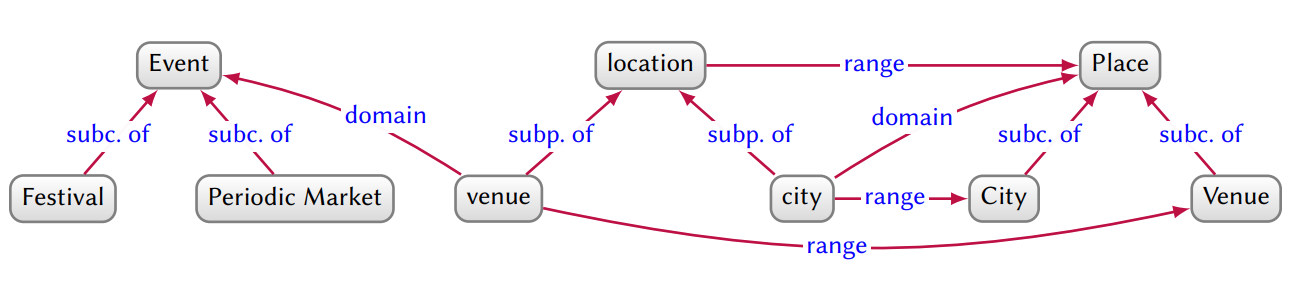 Event
location
range
Place
domain
domain
subc. of
subc. of
subp. of
subp. of
subc. of
subc. of
Festival
Periodic Market
venue
city
range
City
Venue
range